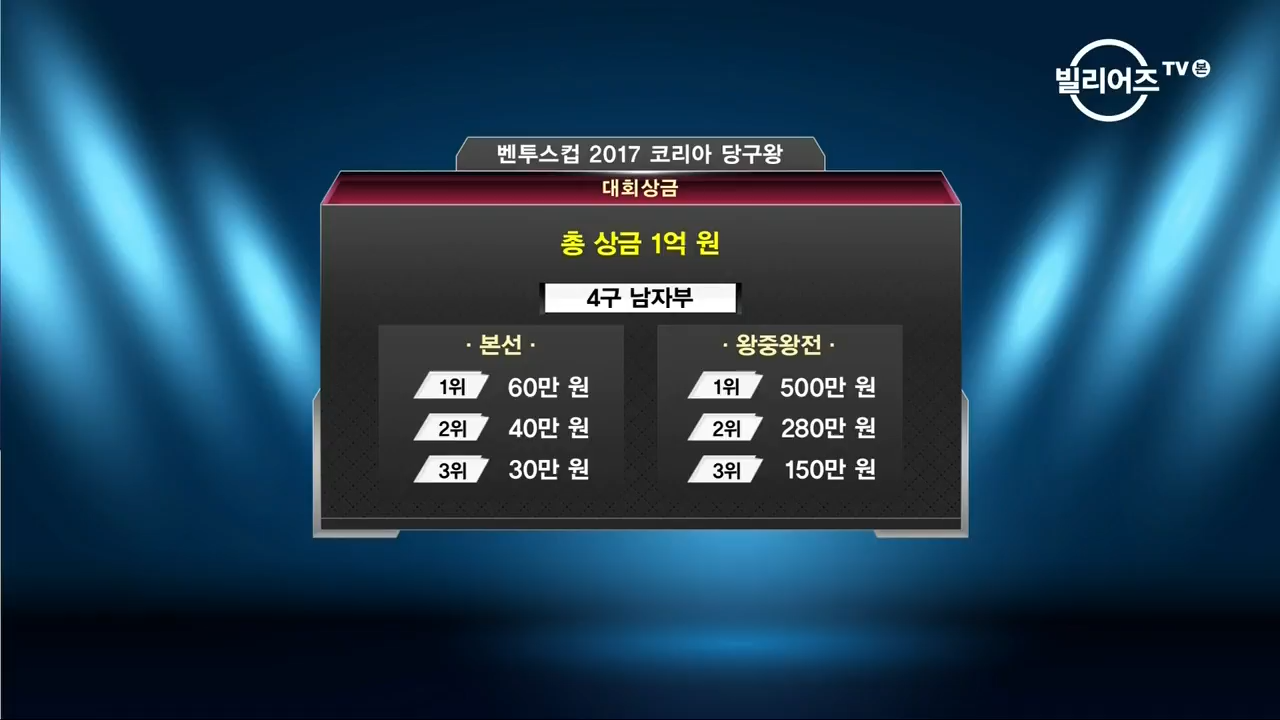 빌리어즈 TV 본
벤투스컵 2017 코리아 당구왕
대회상금
총 상금 1억 원
4구 남자부
· 본선 ·
1위 60만 원
2위 40만 원
3위 30만 원
· 왕중왕전 ·
1위 500만 원
2위 280만 원
3위 150만 원